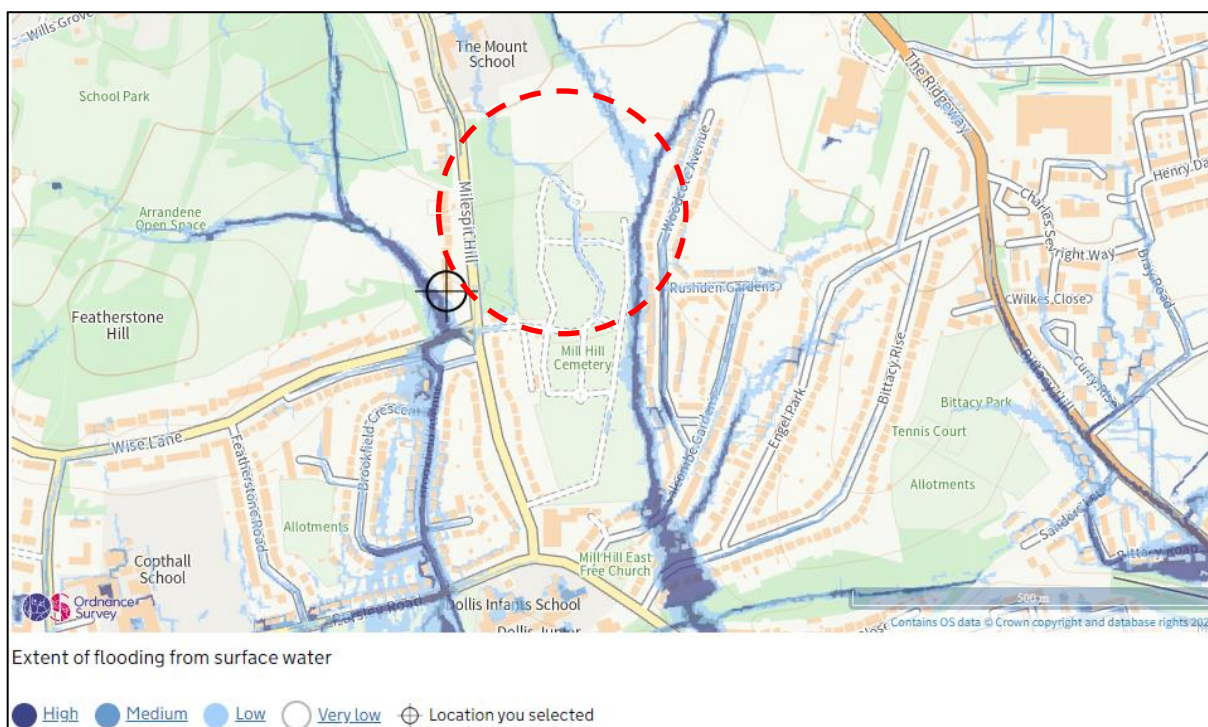 Wills Grove
The Mount
School
School Park
The Ridgeway
Woodcote Avenue
Henry Da
Milespit Hill
Arrandene
Open Space
Charles Sevright Way
Bray Road
Rushden Gardens
Wilkes Close
Featherstone
Hill
Mill Hill
Cemetery
Bittacy Rise
Bittacy Hill
Curry Rise
Engel Park
Bittacy Park
Wise Lane
Brookfield Crescent
Tennis Court
Featherstone Road
Allotments
Allotments
Copthall
School
Mill Hill East
Free Church
Bittacy Road
Ordnance
Survey
Dollis Infants School
500 m
Contains OS data © Crown copyright and database rights 202
Extent of flooding from surface water
High Medium Low Very low Location you selected